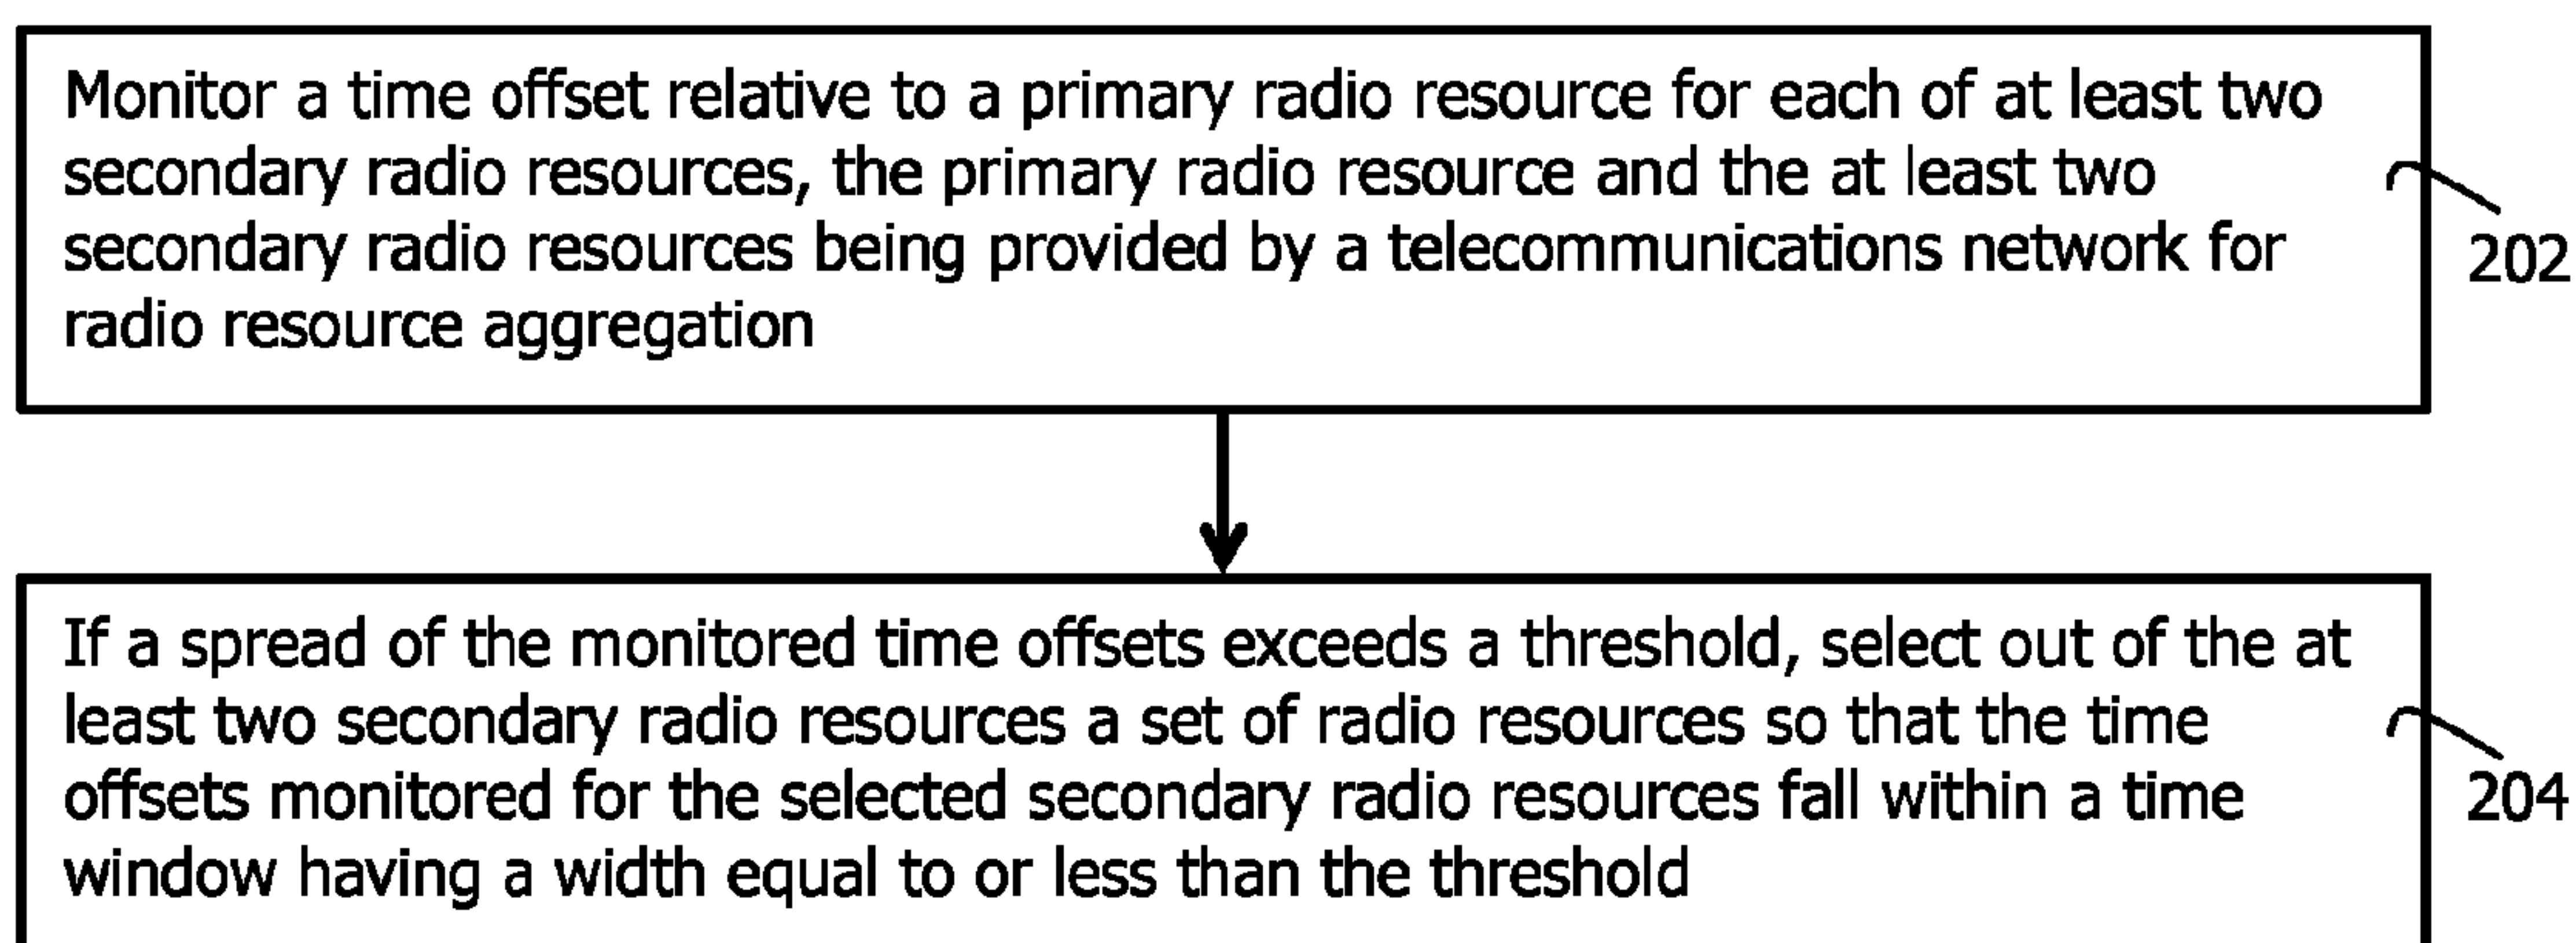 Monitor a time offset relative to a primary radio resource for each of at least two
secondary radio resources, the primary radio resource and the at least two
secondary radio resources being provided by a telecommunications network for
radio resource aggregation
202
If a spread of the monitored time offsets exceeds a threshold, select out of the at
least two secondary radio resources a set of radio resources so that the time
offsets monitored for the selected secondary radio resources fall within a time
window having a width equal to or less than the threshold
204